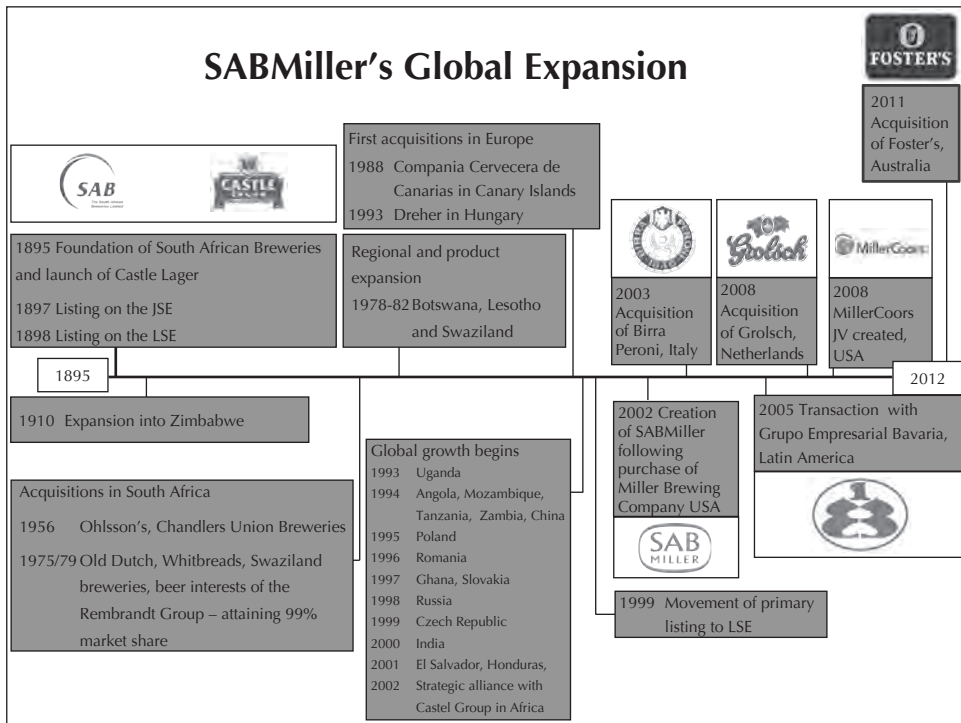 SABMiller's Global Expansion
FOSTER'S
2011
Acquisition
of Foster's,
Australia
SAB
CASTLE
First acquisitions in Europe
1988 Compania Cervecera de
Canarias in Canary Islands
1993 Dreher in Hungary
1895 Foundation of South African Breweries
and launch of Castle Lager
1897 Listing on the JSE
1898 Listing on the LSE
Regional and product
expansion
1978-82 Botswana, Lesotho
and Swaziland
2003
Acquisition
of Birra
Peroni, Italy
Grolsch
2008
Acquisition
of Grolsch,
Netherlands
MillerCoors
2008
MillerCoors
JV created,
USA
1895
2012
1910 Expansion into Zimbabwe
Acquisitions in South Africa
1956 Ohlsson's, Chandlers Union Breweries
1975/79 Old Dutch, Whitbreads, Swaziland
breweries, beer interests of the
Rembrandt Group – attaining 99%
market share
Global growth begins
1993 Uganda
1994 Angola, Mozambique,
Tanzania, Zambia, China
1995 Poland
1996 Romania
1997 Ghana, Slovakia
1998 Russia
1999 Czech Republic
2000 India
2001 El Salvador, Honduras,
2002 Strategic alliance with
Castel Group in Africa
2002 Creation
of SABMiller
following
purchase of
Miller Brewing
Company USA
SAB
MILLER
1999 Movement of primary
listing to LSE
2005 Transaction with
Grupo Empresarial Bavaria,
Latin America